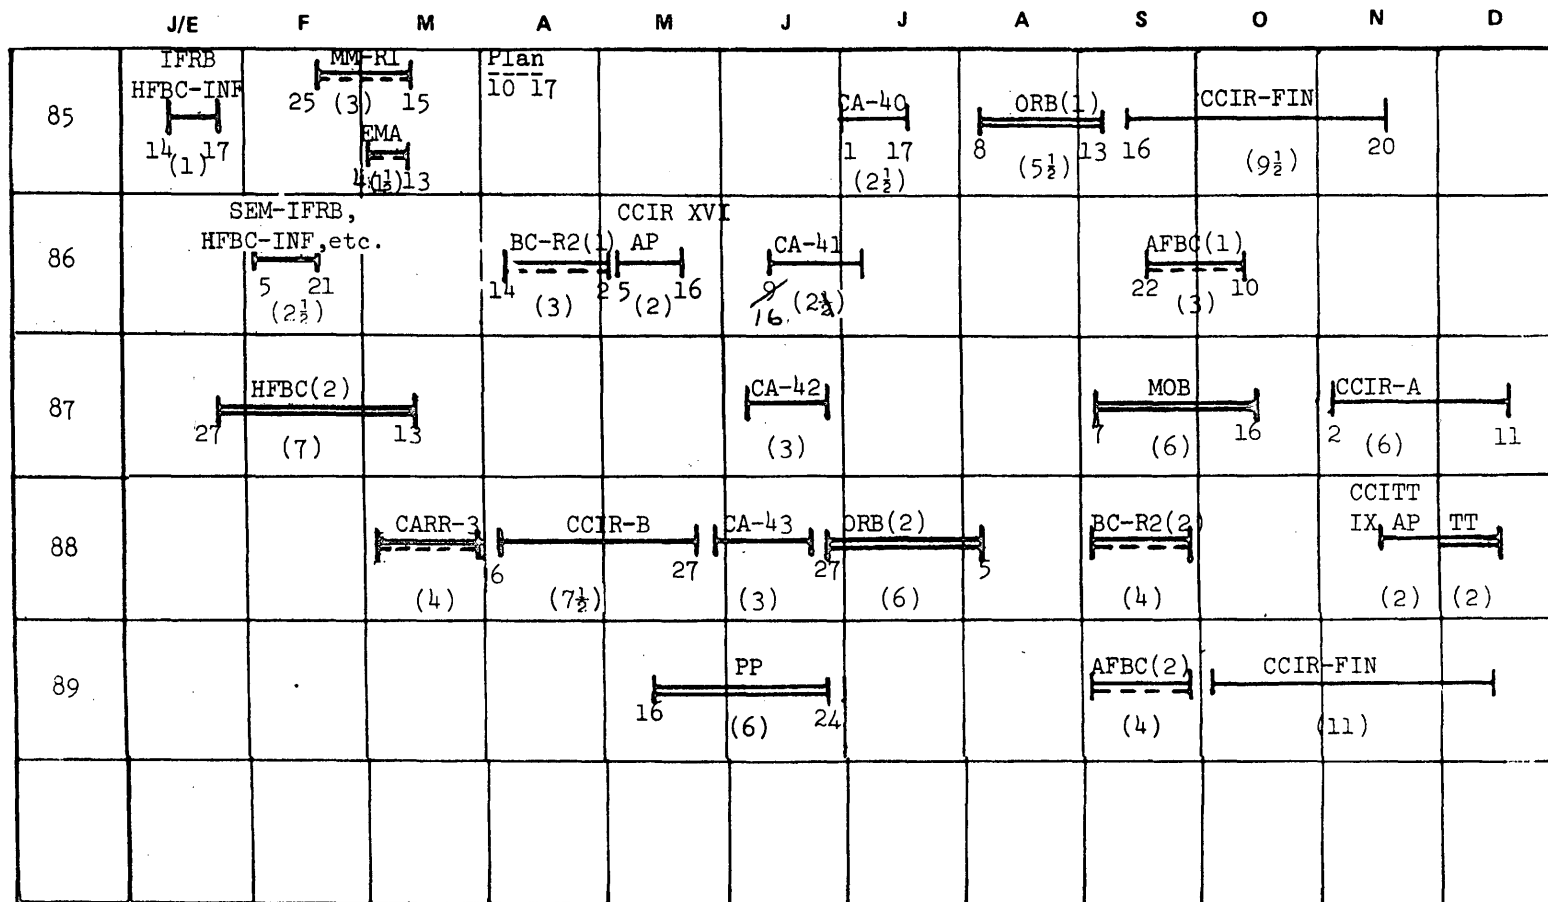 J/E F M A M J J A S O N D
85
IFRB
HFBC-INF
14 17
(1)
MM-R1
25 (3) 15
EMA
4 (1½) 13
Plan
10 17
CA-40
1 17
(2½)
ORB(1)
8 13
(5½)
CCIR-FIN
16 20
(9½)
86
SEM-IFRB,
HFBC-INF,etc.
5 21
(2½)
BC-R2(1)
14 2
(3)
CCIR XVI
AP
5 16
(2)
CA-41
9 (2½)
16
AFBC(1)
22 10
(3)
87
HFBC(2)
27 13
(7)
CA-42
(3)
MOB
7 16
(6)
CCIR-A
2 11
(6)
88
CARR-3
(4)
CCIR-B
6 27
(7½)
CA-43
(3)
ORB(2)
27 5
(6)
BC-R2(2)
(4)
CCITT
IX AP TT
(2) (2)
89
PP
16 24
(6)
AFBC(2)
(4)
CCIR-FIN
(11)